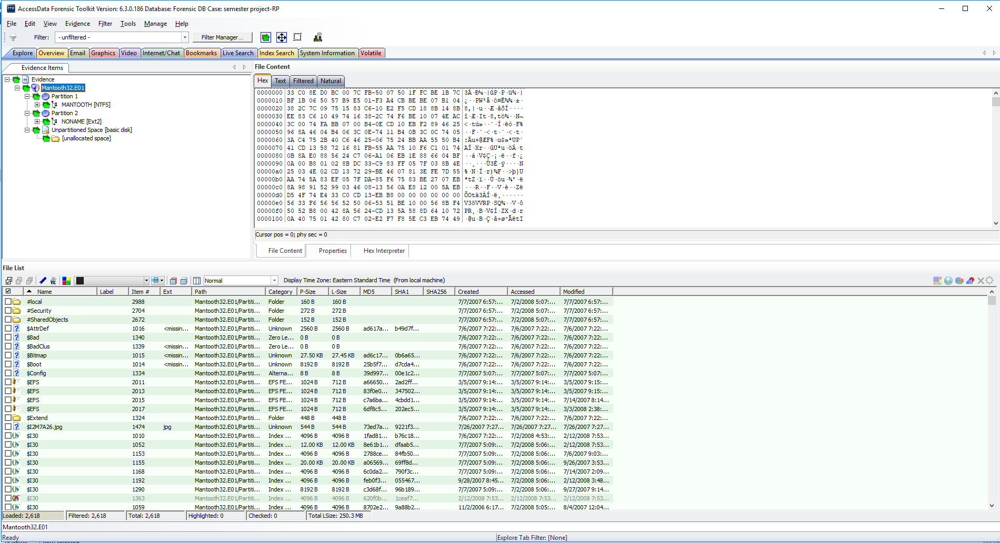 AccessData Forensic Toolkit Version: 6.3.0.186 Database: Forensic DB Case: semester project-RP
File Edit View Evidence Filter Tools Manage Help
Filter: - unfiltered - Filter Manager...
Explore Overview Email Graphics Video Internet/Chat Bookmarks Live Search Index Search System Information Volatile
Evidence Items
Evidence
Mantooth32.E01
Partition 1
MANTOOTH [NTFS]
Partition 2
NONAME [Ext2]
Unpartitioned Space [basic disk]
[unallocated space]
File Content
Hex Text Filtered Natural
0000000 33 C0 8E D0 BC 00 7C FB-50 07 50 1F FC BE 1B 7C
0000010 BF 1B 06 50 57 B9 E5 01-F3 A4 CB BE BE 07 B1 04
0000020 38 2C 7C 09 75 15 83 C6-10 E2 F5 CD 18 8B 14 8B
0000030 EE 83 C6 10 49 74 16 38-2C 74 F6 BE 10 07 4E AC
0000040 3C 00 74 FA BB 07 00 B4-0E CD 10 EB F2 89 46 25
0000050 96 8A 46 04 B4 06 3C 0E-74 11 B4 0B 3C 0C 74 05
0000060 3A C4 75 2B 40 C6 46 25-06 75 24 BB AA 55 50 B4
0000070 41 CD 13 58 72 16 81 FB-55 AA 75 10 F6 C1 01 74
0000080 0B 8A E0 88 56 24 C7 06-A1 06 EB 1E 88 66 04 BF
0000090 0A 00 B8 01 02 8B DC 33-C9 83 FF 05 7F 03 8B 4E
00000a0 25 03 4E 02 CD 13 72 29-BE 46 07 81 3E FE 7D 55
00000b0 AA 74 5A 83 EF 05 7F DA-85 F6 75 83 BE 27 07 EB
00000c0 8A 98 91 52 99 03 46 08-13 56 0A E8 12 00 5A EB
00000d0 D5 4F 74 E4 33 C0 CD 13-EB B8 00 00 00 00 00 00
00000e0 56 33 F6 56 56 52 50 06-53 51 BE 10 00 56 8B F4
00000f0 50 52 B8 00 42 8A 56 24-CD 13 5A 58 8D 64 10 72
0000100 0A 40 75 01 42 80 C7 02-E2 F7 F8 5E C3 EB 74 49
Cursor pos = 0; phy sec = 0
File Content Properties Hex Interpreter
File List
Normal Display Time Zone: Eastern Standard Time (From local machine)
Name Label Item # Ext Path Category P-Size L-Size MD5 SHA1 SHA256 Created Accessed Modified
#local 2988 Mantooth32.E01/Partiti... Folder 160 B 160 B 7/7/2007 6:57:... 7/2/2008 5:07:... 7/7/2007 6:57:...
#Security 2704 Mantooth32.E01/Partiti... Folder 272 B 272 B 7/7/2007 6:57:... 7/2/2008 5:07:... 7/7/2007 6:57:...
#SharedObjects 2672 Mantooth32.E01/Partiti... Folder 152 B 152 B 7/7/2007 6:57:... 7/2/2008 5:07:... 7/7/2007 6:57:...
$AttrDef 1016 <missin... Mantooth32.E01/Partiti... Unknown 2560 B 2560 B ad617a... b49d7f... 7/6/2007 7:22:... 7/6/2007 7:22:... 7/6/2007 7:22:...
$Bad 1340 Mantooth32.E01/Partiti... Zero Le... 0 B 0 B 7/6/2007 7:22:... 7/6/2007 7:22:... 7/6/2007 7:22:...
$BadClus 1339 <missin... Mantooth32.E01/Partiti... Zero Le... 0 B 0 B 7/6/2007 7:22:... 7/6/2007 7:22:... 7/6/2007 7:22:...
$Bitmap 1015 <missin... Mantooth32.E01/Partiti... Unknown 27.50 KB 27.45 KB ad6c17... 0b6a65... 7/6/2007 7:22:... 7/6/2007 7:22:... 7/6/2007 7:22:...
$Boot 1014 <missin... Mantooth32.E01/Partiti... Unknown 8192 B 8192 B 25b5f7... d7cda4... 7/6/2007 7:22:... 7/6/2007 7:22:... 7/6/2007 7:22:...
$Config 1334 Mantooth32.E01/Partiti... Alterna... 8 B 8 B 39d997... 00e1c2... 7/7/2007 5:07:... 7/7/2007 5:07:... 7/7/2007 5:07:...
$EFS 2011 Mantooth32.E01/Partiti... EFS FE... 1024 B 712 B a66650... 2ad2ff... 3/5/2007 9:14:... 3/5/2007 9:14:... 3/5/2007 9:15:...
$EFS 2013 Mantooth32.E01/Partiti... EFS FE... 1024 B 712 B 83f0e0... 347502... 3/5/2007 9:14:... 3/5/2007 9:14:... 3/5/2007 9:15:...
$EFS 2015 Mantooth32.E01/Partiti... EFS FE... 1024 B 712 B c7a6ba... 4cbdd1... 3/5/2007 9:14:... 3/5/2007 9:14:... 7/14/2007 8:14...
$EFS 2017 Mantooth32.E01/Partiti... EFS FE... 1024 B 712 B 6df8c5... 202ec5... 3/5/2007 9:14:... 3/5/2007 9:14:... 3/3/2008 2:38:...
$Extend 1324 Mantooth32.E01/Partiti... Folder 448 B 448 B 7/6/2007 7:22:... 7/6/2007 7:22:... 7/6/2007 7:22:...
$I2M7A26.jpg 1474 jpg Mantooth32.E01/Partiti... Unknown 544 B 544 B 73ed7a... 9221f3... 7/26/2007 7:27... 7/26/2007 7:27... 7/26/2007 7:27...
$I30 1010 Mantooth32.E01/Partiti... Index ... 4096 B 4096 B 1fad81... b76c18... 7/6/2007 7:22:... 7/2/2008 4:53:... 2/12/2008 7:53...
$I30 1052 Mantooth32.E01/Partiti... Index ... 12.00 KB 12.00 KB 8e61b1... dfaab5... 7/7/2007 5:09:... 7/2/2008 5:06:... 2/12/2008 7:53...
$I30 1153 Mantooth32.E01/Partiti... Index ... 4096 B 4096 B 2788ce... 84fb50... 7/7/2007 5:09:... 7/2/2008 5:06:... 7/6/2007 9:03:...
$I30 1155 Mantooth32.E01/Partiti... Index ... 20.00 KB 20.00 KB a06569... 69ff8d... 7/7/2007 5:09:... 7/2/2008 5:06:... 9/26/2007 3:53...
$I30 1168 Mantooth32.E01/Partiti... Index ... 4096 B 4096 B 6c0da2... 790f3c... 7/7/2007 5:09:... 7/2/2008 5:06:... 7/14/2007 2:09...
$I30 1192 Mantooth32.E01/Partiti... Index ... 4096 B 4096 B feb0f3... 055467... 9/28/2007 8:45... 7/2/2008 5:06:... 2/12/2008 3:48...
$I30 1290 Mantooth32.E01/Partiti... Index ... 8192 B 8192 B c3d68f... 96b189... 7/7/2007 5:09:... 7/2/2008 5:06:... 9/27/2007 9:14...
$I30 1363 Mantooth32.E01/Partiti... Index ... 4096 B 4096 B 620f0b... 1ceaf7... 2/12/2008 7:53... 2/12/2008 7:53... 2/12/2008 7:53...
$I30 1059 Mantooth32.E01/Partiti... Index ... 4096 B 4096 B 8702e2... 9a88b2... 11/2/2006 6:17... 7/2/2008 5:05:... 8/4/2007 12:04...
Loaded: 2,618 Filtered: 2,618 Total: 2,618 Highlighted: 0 Checked: 0 Total LSize: 250.3 MB
Mantooth32.E01
Ready Explore Tab Filter: [None]